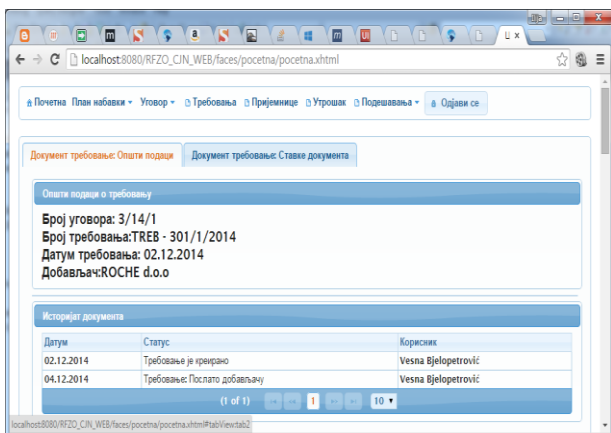 localhost:8080/RFZO_CJN_WEB/faces/pocetna/pocetna.xhtml
Почетна План набавки Уговор Требовања Пријемнице Утрошак Подешавања Одјави се
Документ требовање: Општи подаци Документ требовање: Ставке документа
Општи подаци о требовању
Број уговора: 3/14/1
Број требовања:TREB - 301/1/2014
Датум требовања: 02.12.2014
Добављач:ROCHE d.o.o
Историјат документа
Датум Статус Корисник
02.12.2014 Требовање је креирано Vesna Bjelopetrović
04.12.2014 Требовање: Послато добављачу Vesna Bjelopetrović
(1 of 1) 1 10
localhost:8080/RFZO_CJN_WEB/faces/pocetna/pocetna.xhtml#tabView:tab2